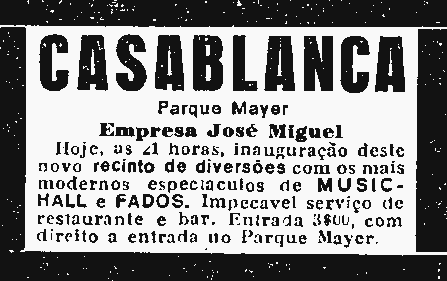 CASABLANCA
Parque Mayer
Empresa José Miguel
Hoje, as 21 horas, inauguração deste
novo recinto de diversões com os mais
modernos espectaculos de MUSIC-
HALL e FADOS. Impecavel serviço de
restaurante e bar. Entrada 3$00, com
direito a entrada no Parque Mayer.